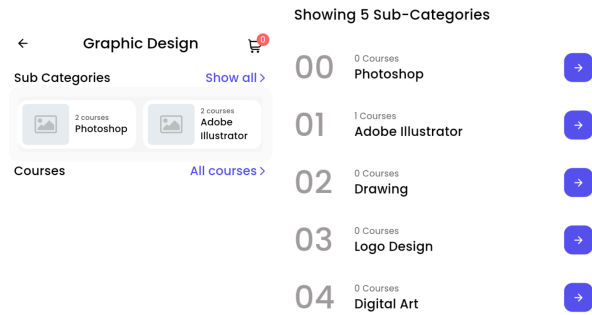 Graphic Design
0
Sub Categories
Show all
2 courses
Photoshop
2 courses
Adobe
Illustrator
Courses
All courses
Showing 5 Sub-Categories
00
0 Courses
Photoshop
01
1 Courses
Adobe Illustrator
02
0 Courses
Drawing
03
0 Courses
Logo Design
04
0 Courses
Digital Art